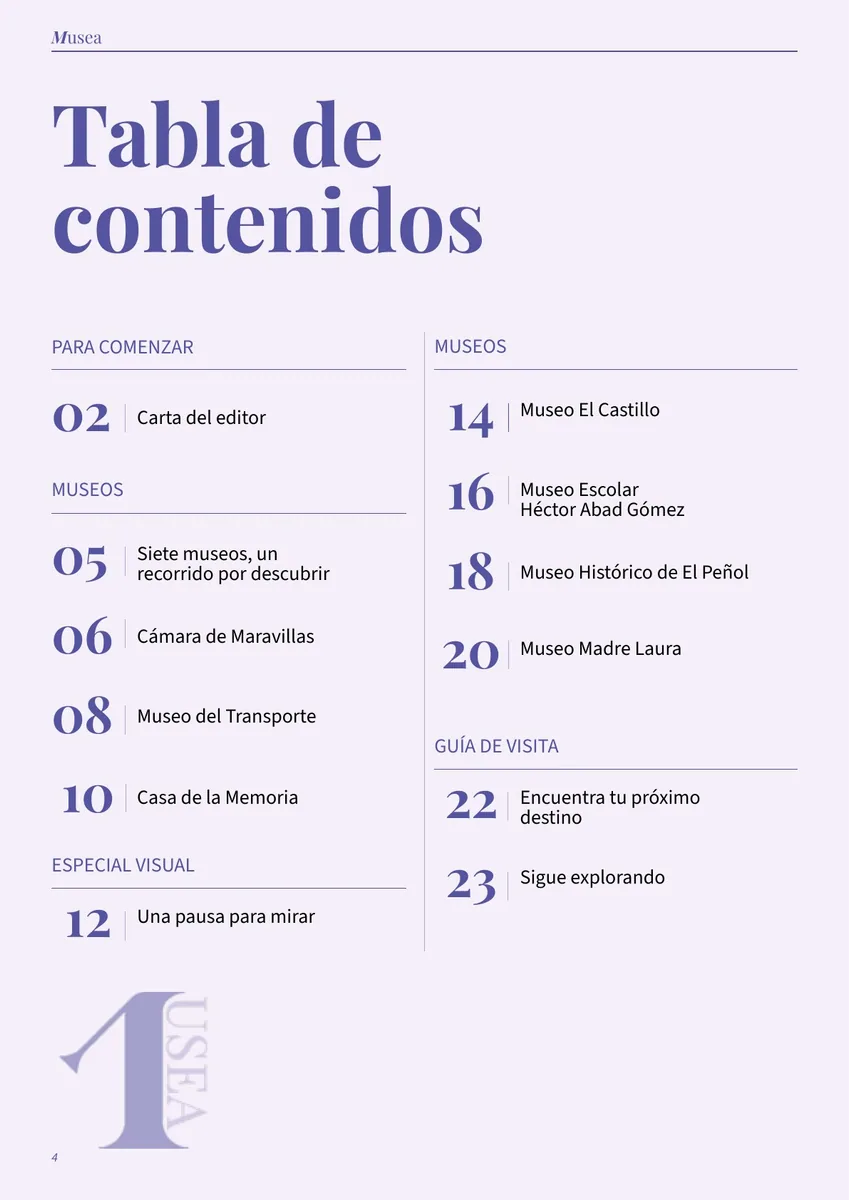 Musea
Tabla de
contenidos
PARA COMENZAR
02
Carta del editor
MUSEOS
05
Siete museos, un
recorrido por descubrir
06
Cámara de Maravillas
08
Museo del Transporte
10
Casa de la Memoria
ESPECIAL VISUAL
12
Una pausa para mirar
MUSEOS
14
Museo El Castillo
16
Museo Escolar
Héctor Abad Gómez
18
Museo Histórico de El Peñol
20
Museo Madre Laura
GUÍA DE VISITA
22
Encuentra tu próximo
destino
23
Sigue explorando
1
USEA
4